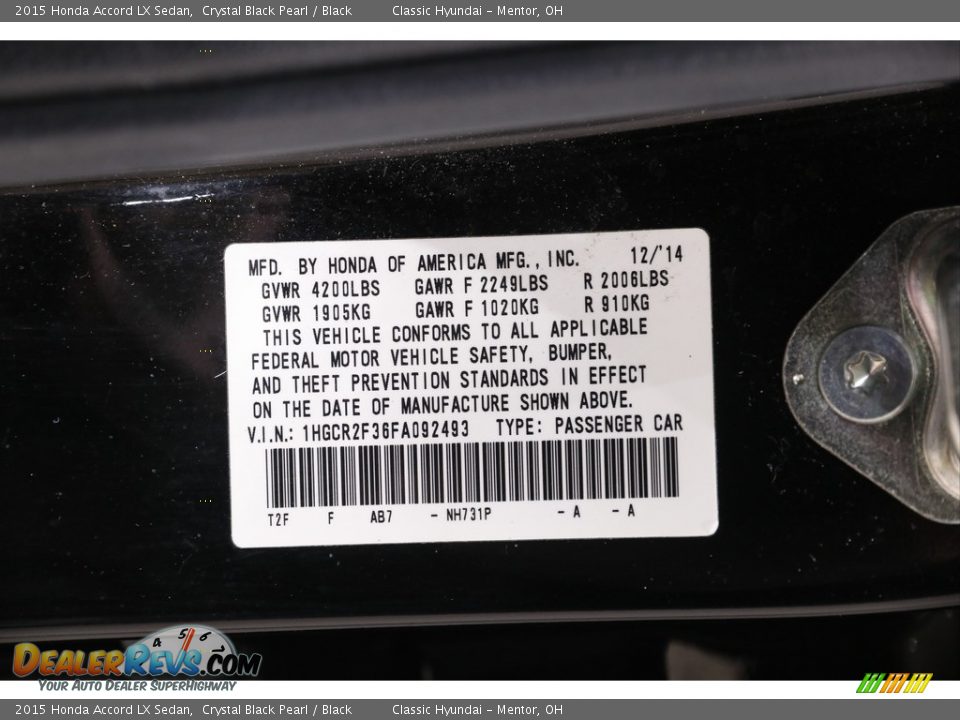 2015 Honda Accord LX Sedan, Crystal Black Pearl / Black Classic Hyundai - Mentor, OH
MFD. BY HONDA OF AMERICA MFG., INC. 12/'14
GVWR 4200LBS GAWR F 2249LBS R 2006LBS
GVWR 1905KG GAWR F 1020KG R 910KG
THIS VEHICLE CONFORMS TO ALL APPLICABLE
FEDERAL MOTOR VEHICLE SAFETY, BUMPER,
AND THEFT PREVENTION STANDARDS IN EFFECT
ON THE DATE OF MANUFACTURE SHOWN ABOVE.
V.I.N.: 1HGCR2F36FA092493 TYPE: PASSENGER CAR
T2F F AB7 - NH731P - A - A
4 5 6
DEALERREVS.COM
YOUR AUTO DEALER SUPERHIGHWAY
2015 Honda Accord LX Sedan, Crystal Black Pearl / Black Classic Hyundai - Mentor, OH